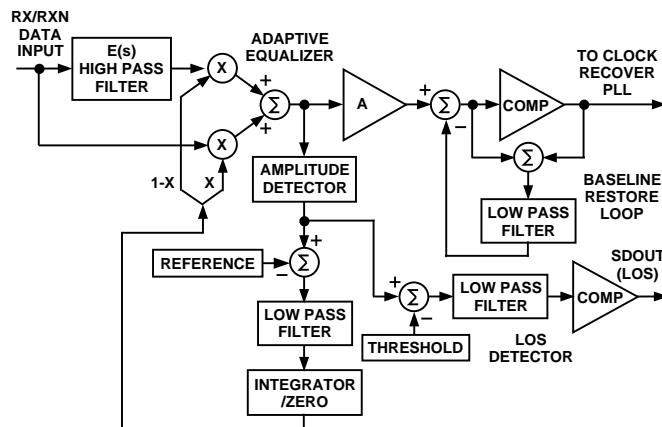 RX/RXN
DATA
INPUT
E(s)
HIGH PASS
FILTER
X
ADAPTIVE
EQUALIZER
+
Σ
+
X
1-X
X
A
+
Σ
−
COMP
TO CLOCK
RECOVER
PLL
Σ
LOW PASS
FILTER
BASELINE
RESTORE
LOOP
AMPLITUDE
DETECTOR
REFERENCE
+
−
Σ
LOW PASS
FILTER
INTEGRATOR
/ZERO
+
Σ
−
THRESHOLD
LOW PASS
FILTER
LOS
DETECTOR
COMP
SDOUT
(LOS)